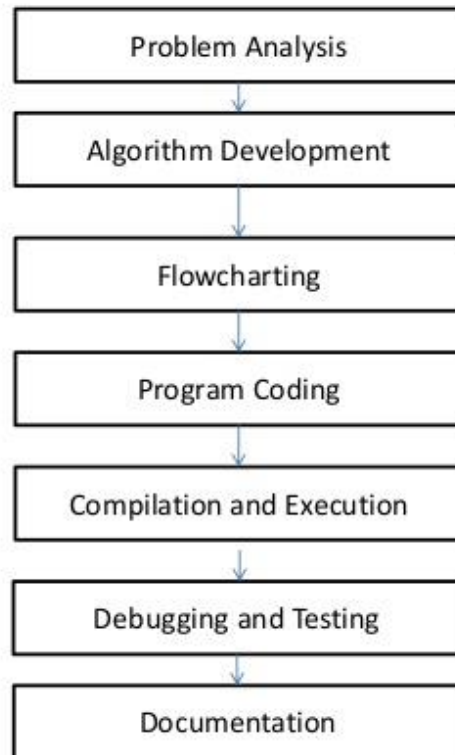 Problem Analysis
Algorithm Development
Flowcharting
Program Coding
Compilation and Execution
Debugging and Testing
Documentation